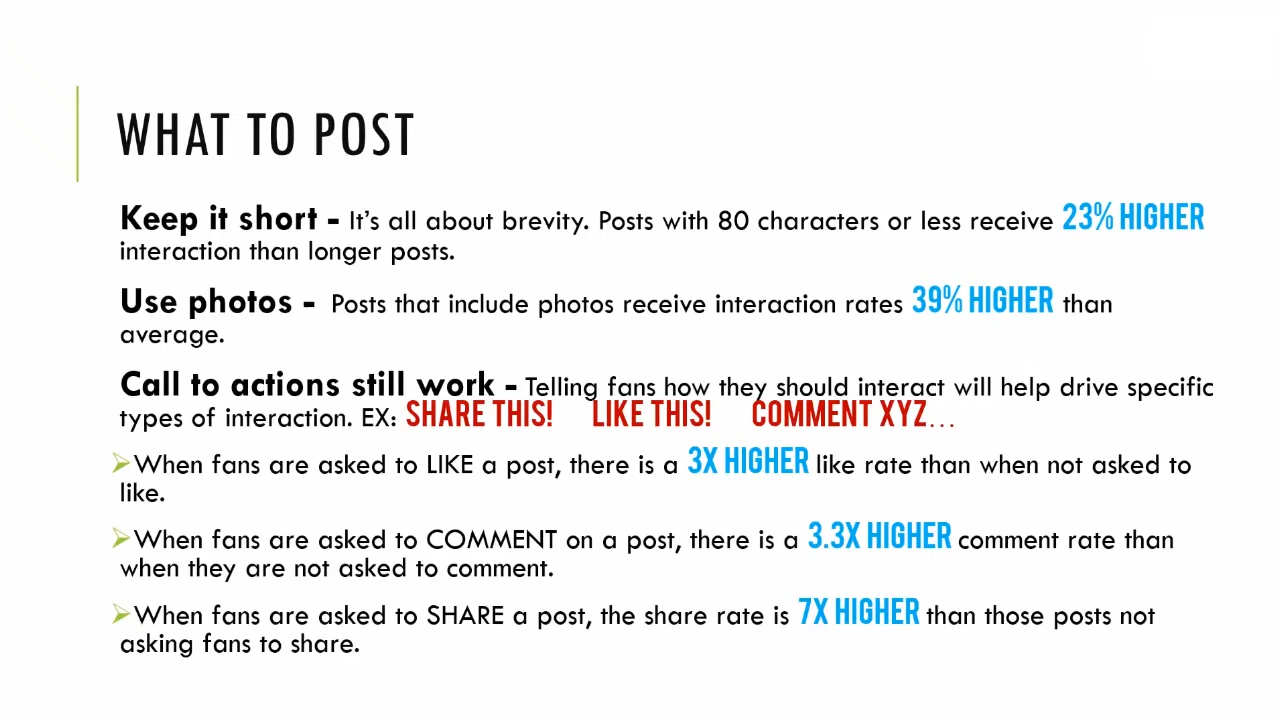 WHAT TO POST
Keep it short - It's all about brevity. Posts with 80 characters or less receive 23% HIGHER
interaction than longer posts.
Use photos - Posts that include photos receive interaction rates 39% HIGHER than
average.
Call to actions still work - Telling fans how they should interact will help drive specific
types of interaction. EX: SHARE THIS! LIKE THIS! COMMENT XYZ...
➢When fans are asked to LIKE a post, there is a 3X HIGHER like rate than when not asked to
like.
➢When fans are asked to COMMENT on a post, there is a 3.3X HIGHER comment rate than
when they are not asked to comment.
➢When fans are asked to SHARE a post, the share rate is 7X HIGHER than those posts not
asking fans to share.